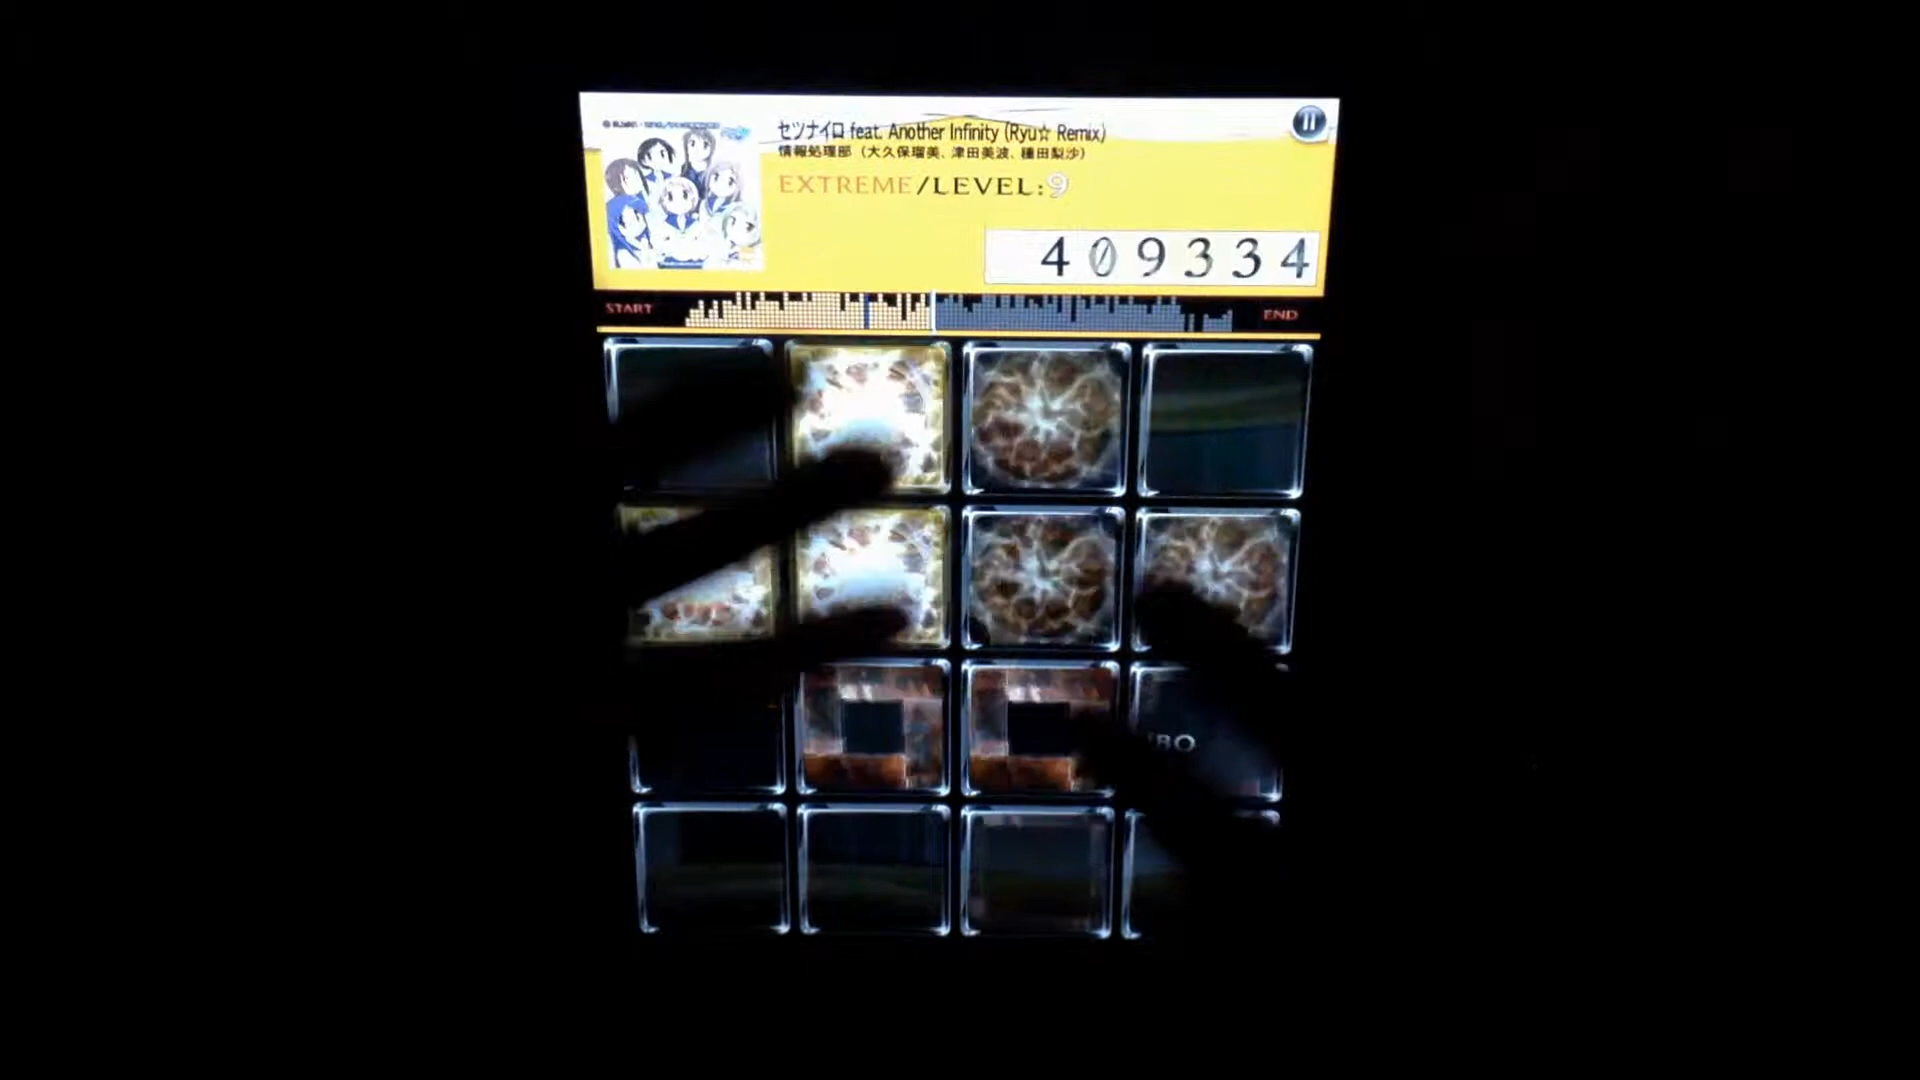 セツナイロ feat. Another Infinity (Ryu☆ Remix)
情報処理部 (大久保瑠美、津田美波、種田梨沙)
EXTREME/LEVEL:9
409334
START
END